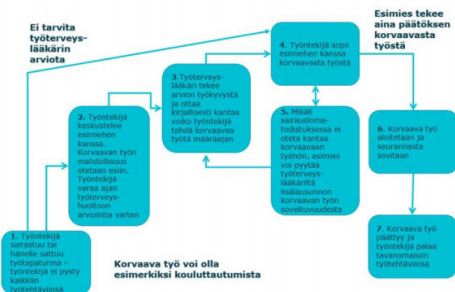 Ei tarvita
työterveys-
lääkärin
arviota
Esimies tekee
aina päätöksen
korvaavasta
työstä
4. Työntekijä sopii
esimiehen kanssa
korvaavasta työstä
3.Työterveys-
lääkäri tekee
arvion työkyvystä
ja ottaa
kirjallisesti kantaa
voiko työntekijä
tehdä korvaavaa
työtä määräajan
2. Työntekijä
keskustelee
esimiehen
kanssa.
Korvaavan työn
mahdollisuus
otetaan esiin.
Työntekijä
varaa ajan
työterveys-
huoltoon
arviointia varten
5. Mikäli
sairausloma-
todistuksessa ei
oteta kantaa
korvaavaan
työhön, esimies
voi pyytää
työterveys-
lääkäriltä
lisälausunnon
korvaavan työn
soveltuvuudesta
6. Korvaava työ
aloitetaan ja
seurannasta
sovitaan
1. Työntekijä
sairastuu tai
hänelle sattuu
työtapaturma –
työntekijä ei pysty
kaikkiin
työtehtäviinsä
Korvaava työ voi olla
esimerkiksi kouluttautumista
7. Korvaava työ
päättyy ja
työntekijä palaa
tavanomaisiin
työtehtäviinsä